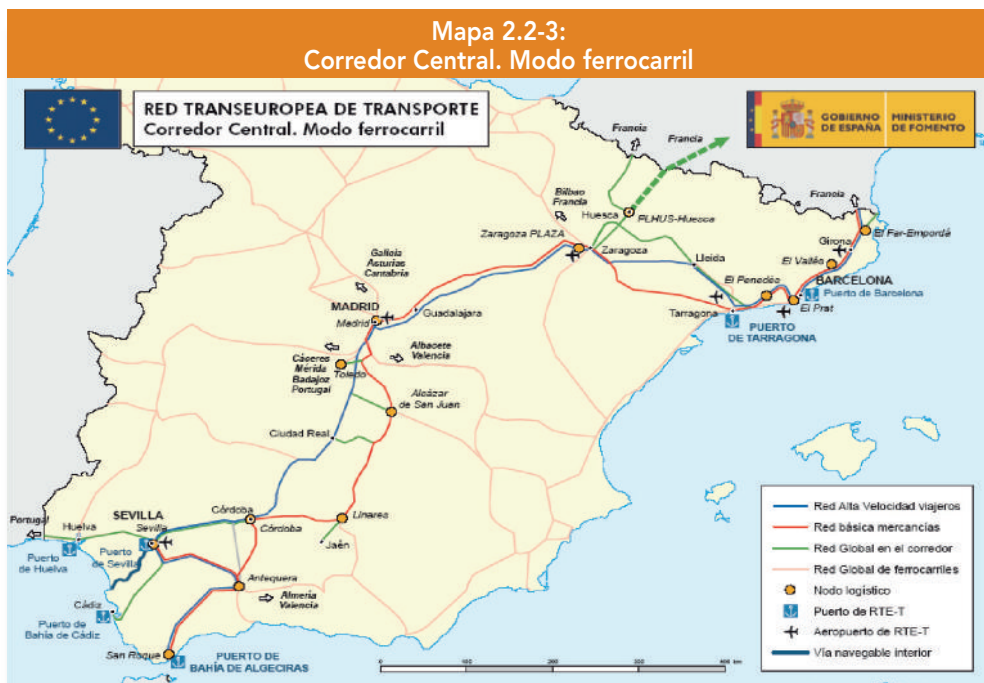 Mapa 2.2-3:
Corredor Central. Modo ferrocarril
RED TRANSEUROPEA DE TRANSPORTE
Corredor Central. Modo ferrocarril
GOBIERNO
DE ESPAÑA
MINISTERIO
DE FOMENTO
Francia
Francia
Bilbao
Francia
Huesca
PLHUS-Huesca
Francia
Zaragoza PLAZA
Zaragoza
Girona
El Far-Empordá
Galicia
Asturias
Cantabria
Lleida
El Vallés
El Penedés
BARCELONA
Puerto de Barcelona
El Prat
MADRID
Madrid
Guadalajara
Tarragona
PUERTO
DE TARRAGONA
Cáceres
Mérida
Badajoz
Portugal
Toledo
Albacete
Valencia
Alcázar
de San Juan
Ciudad Real
SEVILLA
Sevilla
Córdoba
Córdoba
Linares
Jaén
Portugal
Huelva
Puerto
de Huelva
Puerto
de Sevilla
Antequera
Almería
Valencia
Cádiz
Puerto de
Bahía de Cádiz
San Roque
PUERTO DE
BAHÍA DE ALGECIRAS
Red Alta Velocidad viajeros
Red básica mercancías
Red Global en el corredor
Red Global de ferrocarriles
Nodo logístico
Puerto de RTE-T
Aeropuerto de RTE-T
Vía navegable interior
0 100 200 300 400 km